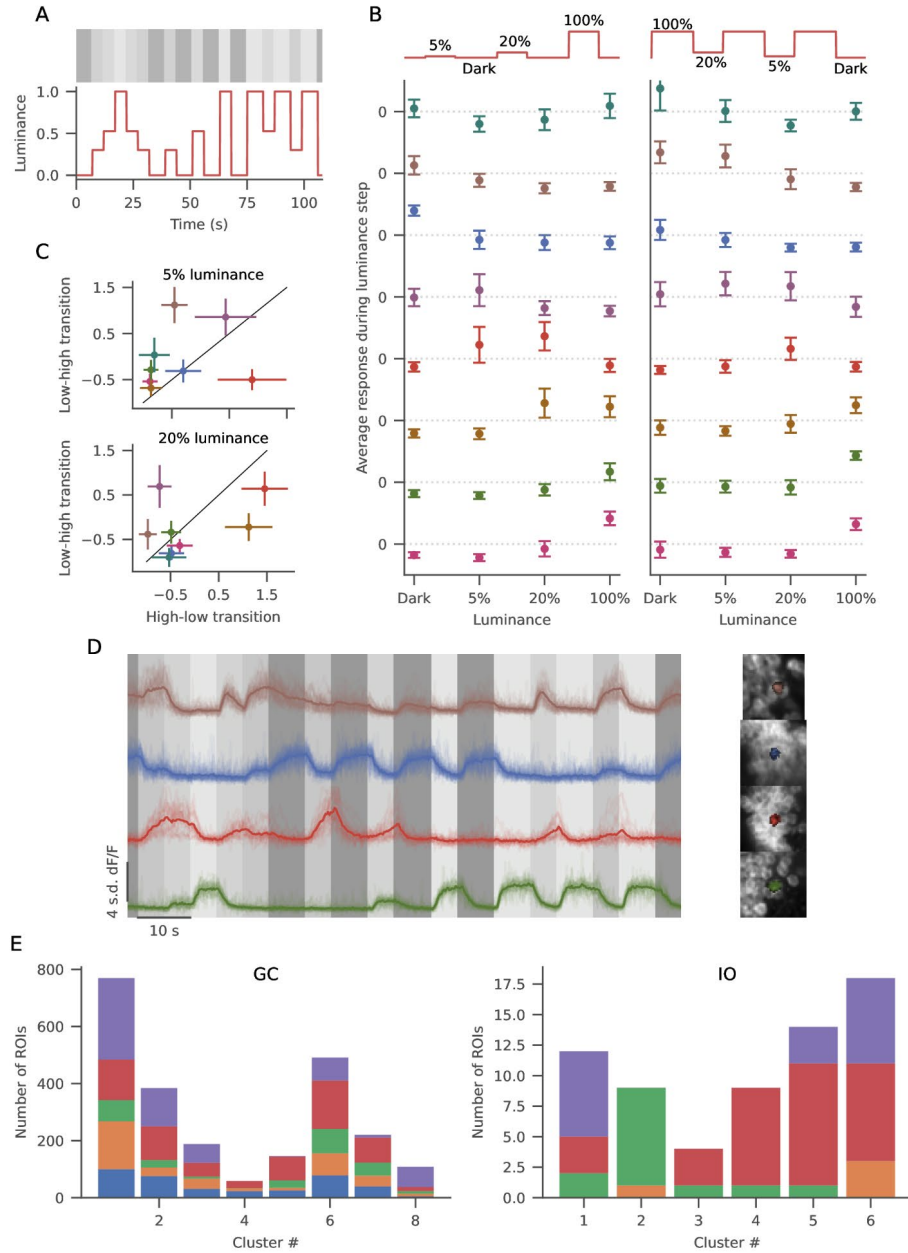 A
Luminance
1.0
0.5
0.0
0
25
50
75
100
Time (s)
B
5%
Dark
20%
100%
100%
20%
5%
Dark
Average response during luminance step
0
0
0
0
0
0
0
0
Dark
5%
20%
100%
Luminance
Dark
5%
20%
100%
Luminance
C
5% luminance
Low-high transition
1.5
0.5
−0.5
20% luminance
Low-high transition
1.5
0.5
−0.5
−0.5
0.5
1.5
High-low transition
D
4 s.d. dF/F
10 s
E
GC
Number of ROIs
800
600
400
200
0
2
4
6
8
Cluster #
IO
Number of ROIs
17.5
15.0
12.5
10.0
7.5
5.0
2.5
0.0
1
2
3
4
5
6
Cluster #